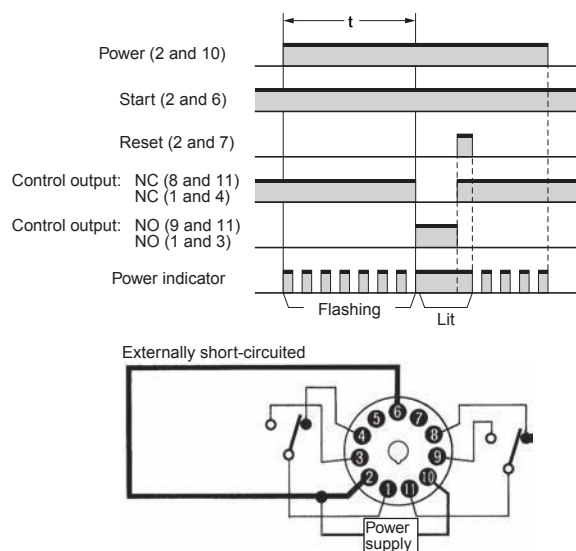 t
Power (2 and 10)
Start (2 and 6)
Reset (2 and 7)
Control output: NC (8 and 11)
NC (1 and 4)
Control output: NO (9 and 11)
NO (1 and 3)
Power indicator
Flashing
Lit
Externally short-circuited
6
5 7
4 8
3 9
2 10
1 11
Power
supply